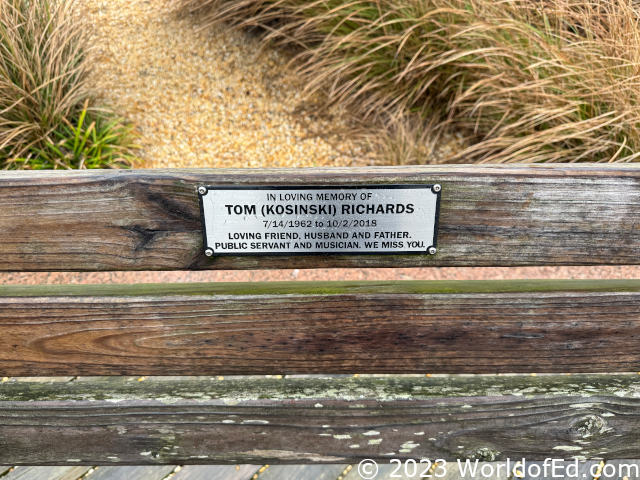 IN LOVING MEMORY OF
TOM (KOSINSKI) RICHARDS
7/14/1962 to 10/2/2018
LOVING FRIEND, HUSBAND AND FATHER.
PUBLIC SERVANT AND MUSICIAN. WE MISS YOU.
© 2023 WorldofEd.com